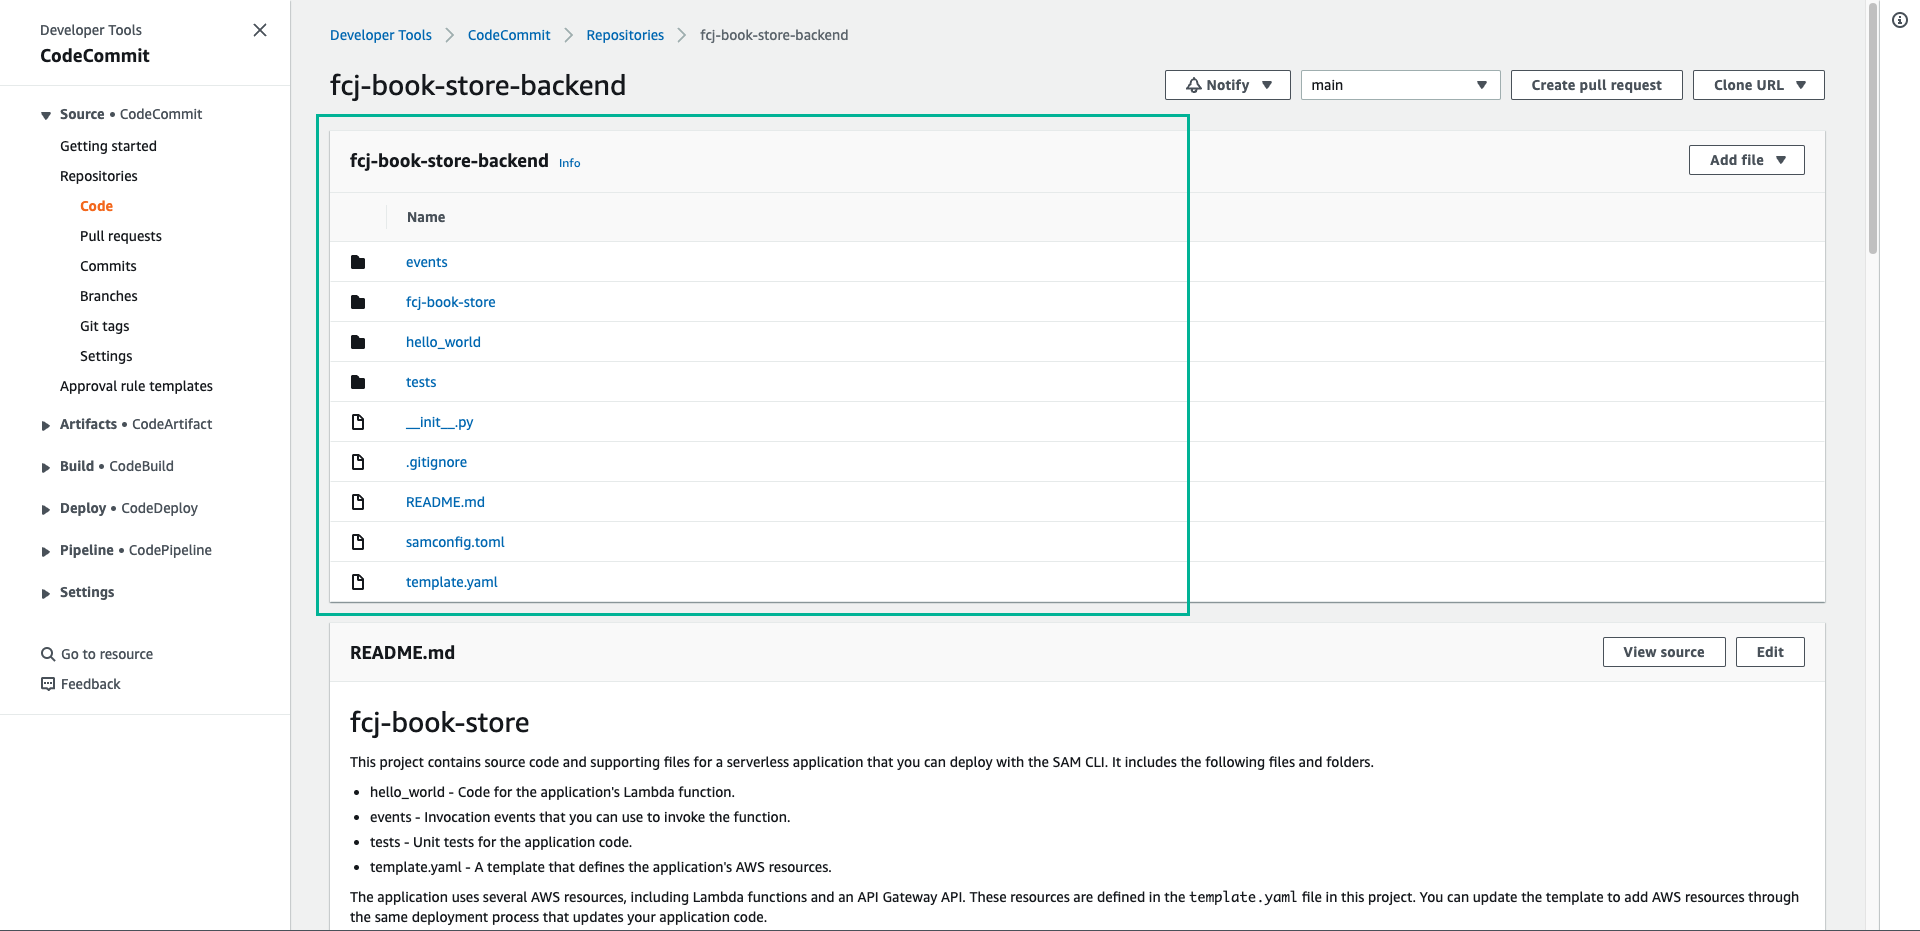 Developer Tools
CodeCommit
Source • CodeCommit
Getting started
Repositories
Code
Pull requests
Commits
Branches
Git tags
Settings
Approval rule templates
Artifacts • CodeArtifact
Build • CodeBuild
Deploy • CodeDeploy
Pipeline • CodePipeline
Settings
Go to resource
Feedback
Developer Tools CodeCommit Repositories fcj-book-store-backend
fcj-book-store-backend
Notify main Create pull request Clone URL
fcj-book-store-backend Info
Add file
Name
events
fcj-book-store
hello_world
tests
__init__.py
.gitignore
README.md
samconfig.toml
template.yaml
README.md
View source Edit
fcj-book-store
This project contains source code and supporting files for a serverless application that you can deploy with the SAM CLI. It includes the following files and folders.
• hello_world - Code for the application's Lambda function.
• events - Invocation events that you can use to invoke the function.
• tests - Unit tests for the application code.
• template.yaml - A template that defines the application's AWS resources.
The application uses several AWS resources, including Lambda functions and an API Gateway API. These resources are defined in the template.yaml file in this project. You can update the template to add AWS resources through
the same deployment process that updates your application code.